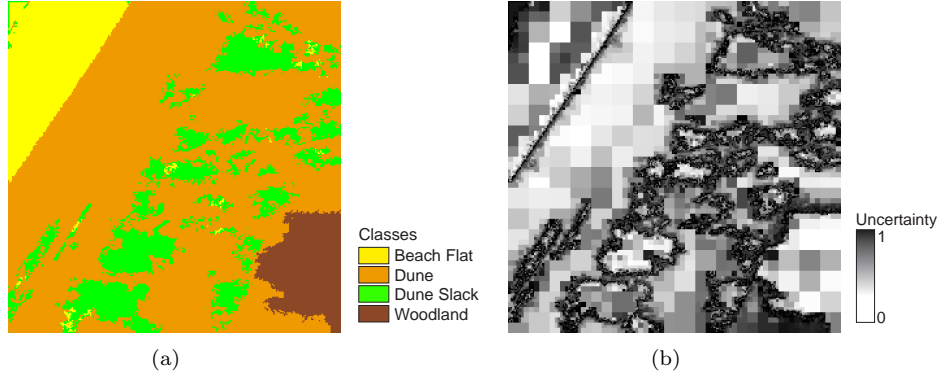 Classes
Beach Flat
Dune
Dune Slack
Woodland
Uncertainty
1
0
(a)
(b)